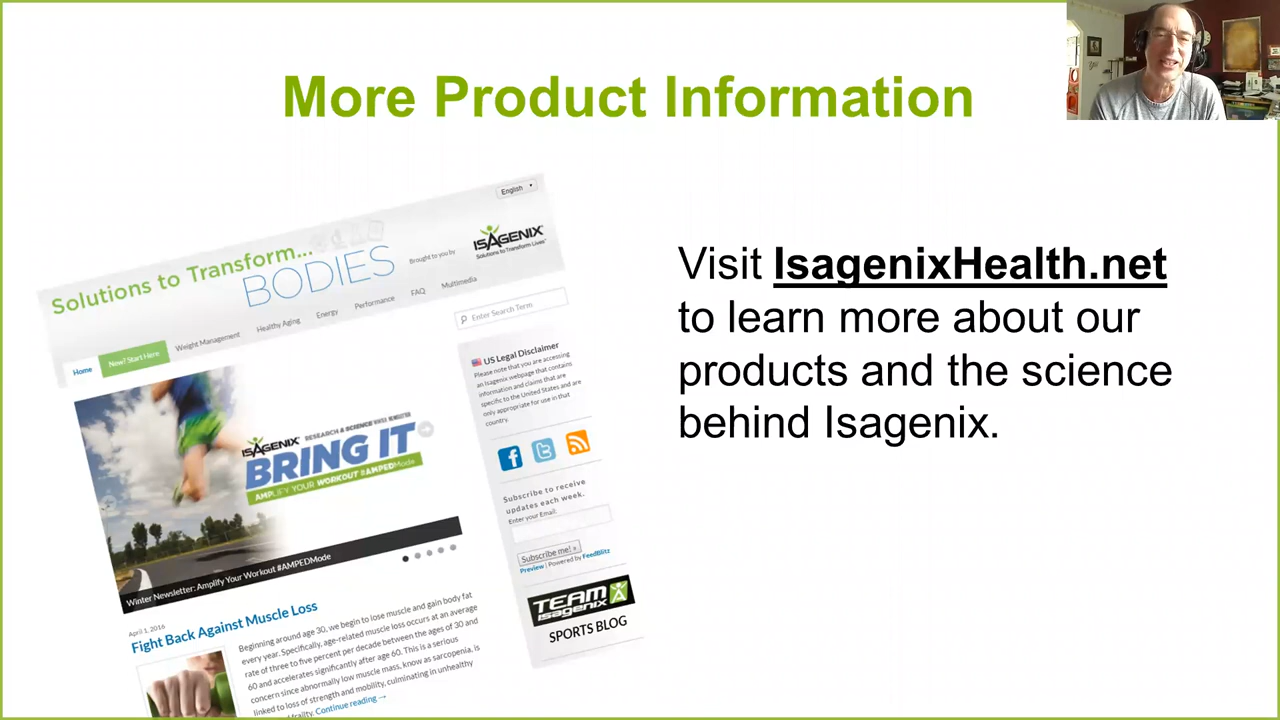 More Product Information
Visit IsagenixHealth.net
to learn more about our
products and the science
behind Isagenix.
English
Solutions to Transform...
BODIES
Brought to you by
ISAGENIX
Solutions to Transform Lives
Home
New? Start Here
Weight Management
Healthy Aging
Energy
Performance
FAQ
Multimedia
Enter Search Term
ISAGENIX RESEARCH & SCIENCE WINTER NEWSLETTER
BRING IT
AMPLIFY YOUR WORKOUT #AMPEDMode
Winter Newsletter: Amplify Your Workout #AMPEDMode
US Legal Disclaimer
Please note that you are accessing
an Isagenix webpage that contains
information and claims that are
specific to the United States and are
only appropriate for use in that
country.
Subscribe to receive
updates each week.
Enter your Email:
Subscribe me! »
Preview | Powered by FeedBlitz
TEAM
ISAGENIX
SPORTS BLOG
April 1, 2016
Fight Back Against Muscle Loss
Beginning around age 30, we begin to lose muscle and gain body fat
every year. Specifically, age-related muscle loss occurs at an average
rate of three to five percent per decade between the ages of 30 and
60 and accelerates significantly after age 60. This is a serious
concern since abnormally low muscle mass, know as sarcopenia, is
linked to loss of strength and mobility, culminating in unhealthy
frailty. Continue reading →